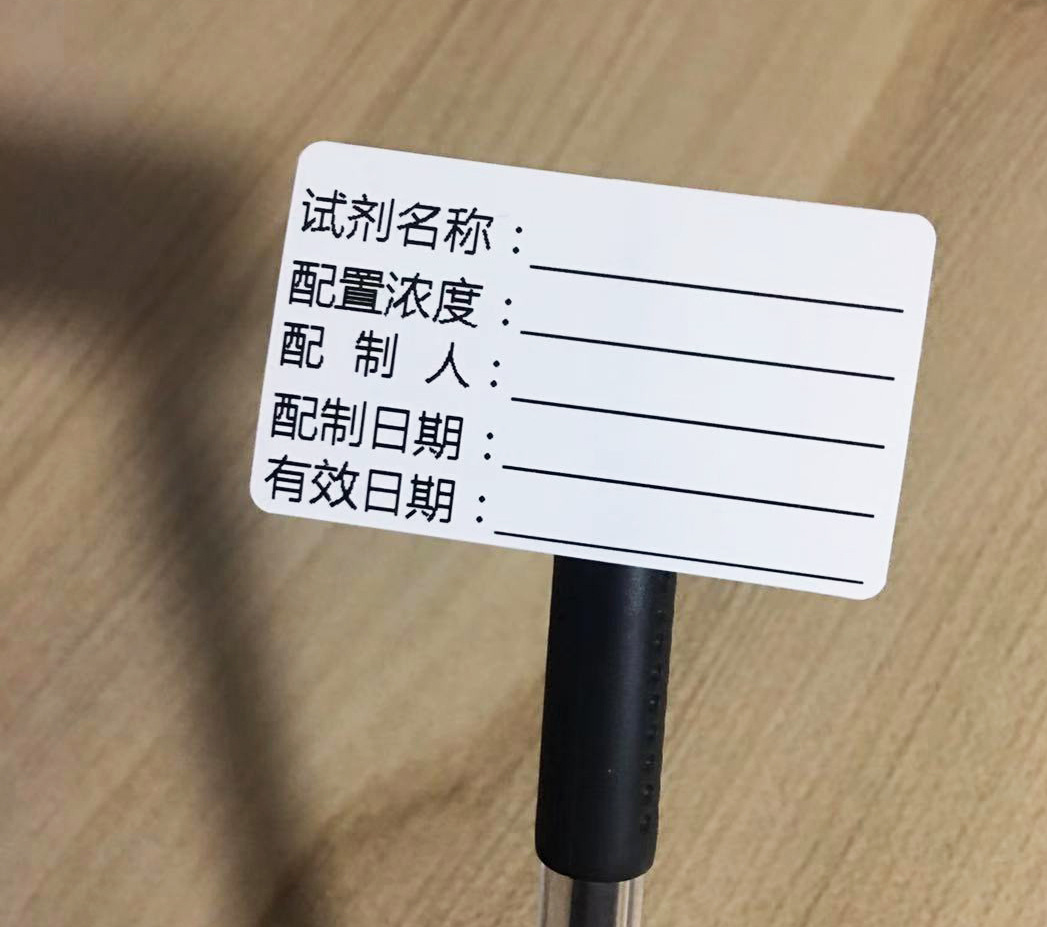 试剂名称：
配置浓度：
配 制 人：
配制日期：
有效日期：